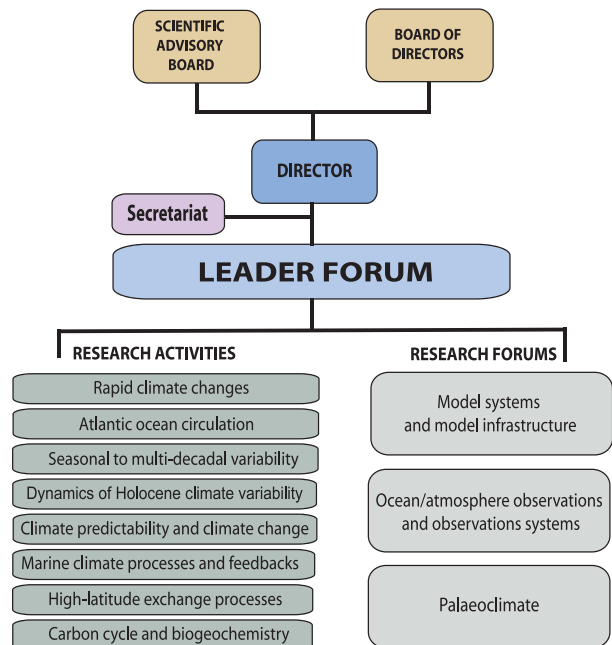 SCIENTIFIC
ADVISORY
BOARD
BOARD OF
DIRECTORS
DIRECTOR
Secretariat
LEADER FORUM
RESEARCH ACTIVITIES
Rapid climate changes
Atlantic ocean circulation
Seasonal to multi-decadal variability
Dynamics of Holocene climate variability
Climate predictability and climate change
Marine climate processes and feedbacks
High-latitude exchange processes
Carbon cycle and biogeochemistry
RESEARCH FORUMS
Model systems
and model infrastructure
Ocean/atmosphere observations
and observations systems
Palaeoclimate